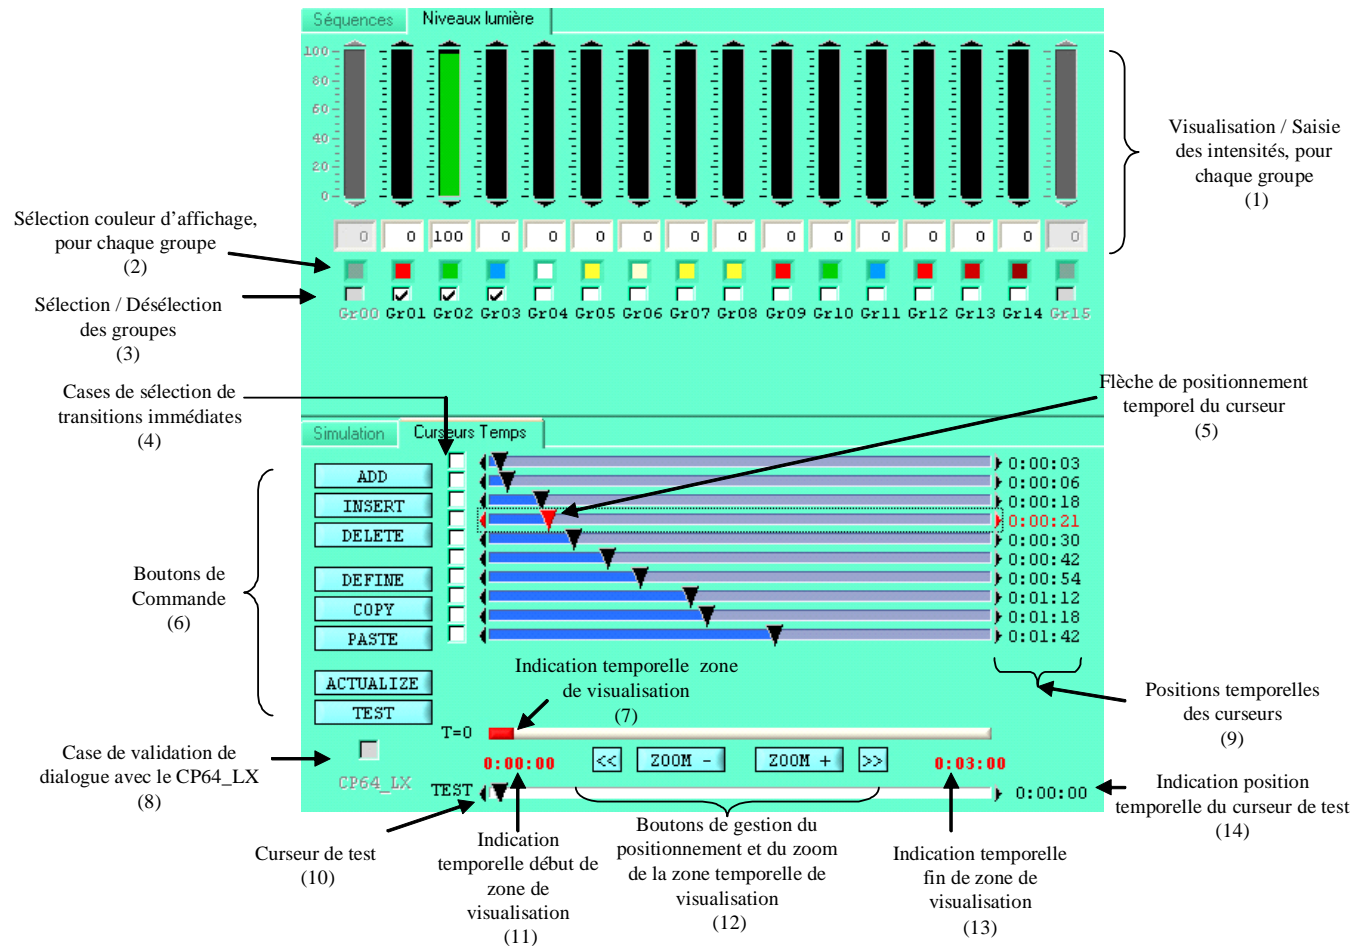 Séquences
Niveaux lumière
100
80
60
40
20
0
Visualisation / Saisie
des intensités, pour
chaque groupe
(1)
Sélection couleur d'affichage,
pour chaque groupe
(2)
0 0 100 0 0 0 0 0 0 0 0 0 0 0 0 0
Sélection / Désélection
des groupes
(3)
Gr00 Gr01 Gr02 Gr03 Gr04 Gr05 Gr06 Gr07 Gr08 Gr09 Gr10 Gr11 Gr12 Gr13 Gr14 Gr15
Cases de sélection de
transitions immédiates
(4)
Flèche de positionnement
temporel du curseur
(5)
Simulation
Curseurs Temps
ADD
INSERT
DELETE
DEFINE
COPY
PASTE
ACTUALIZE
TEST
Boutons de
Commande
(6)
0:00:03
0:00:06
0:00:18
0:00:21
0:00:30
0:00:42
0:00:54
0:01:12
0:01:18
0:01:42
Indication temporelle zone
de visualisation
(7)
Positions temporelles
des curseurs
(9)
T=0
Case de validation de
dialogue avec le CP64_LX
(8)
CP64_LX
0:00:00
<<
ZOOM -
ZOOM +
>>
0:03:00
TEST
0:00:00
Indication position
temporelle du curseur de test
(14)
Curseur de test
(10)
Indication
temporelle début de
zone de
visualisation
(11)
Boutons de gestion du
positionnement et du zoom
de la zone temporelle de
visualisation
(12)
Indication temporelle
fin de zone de
visualisation
(13)